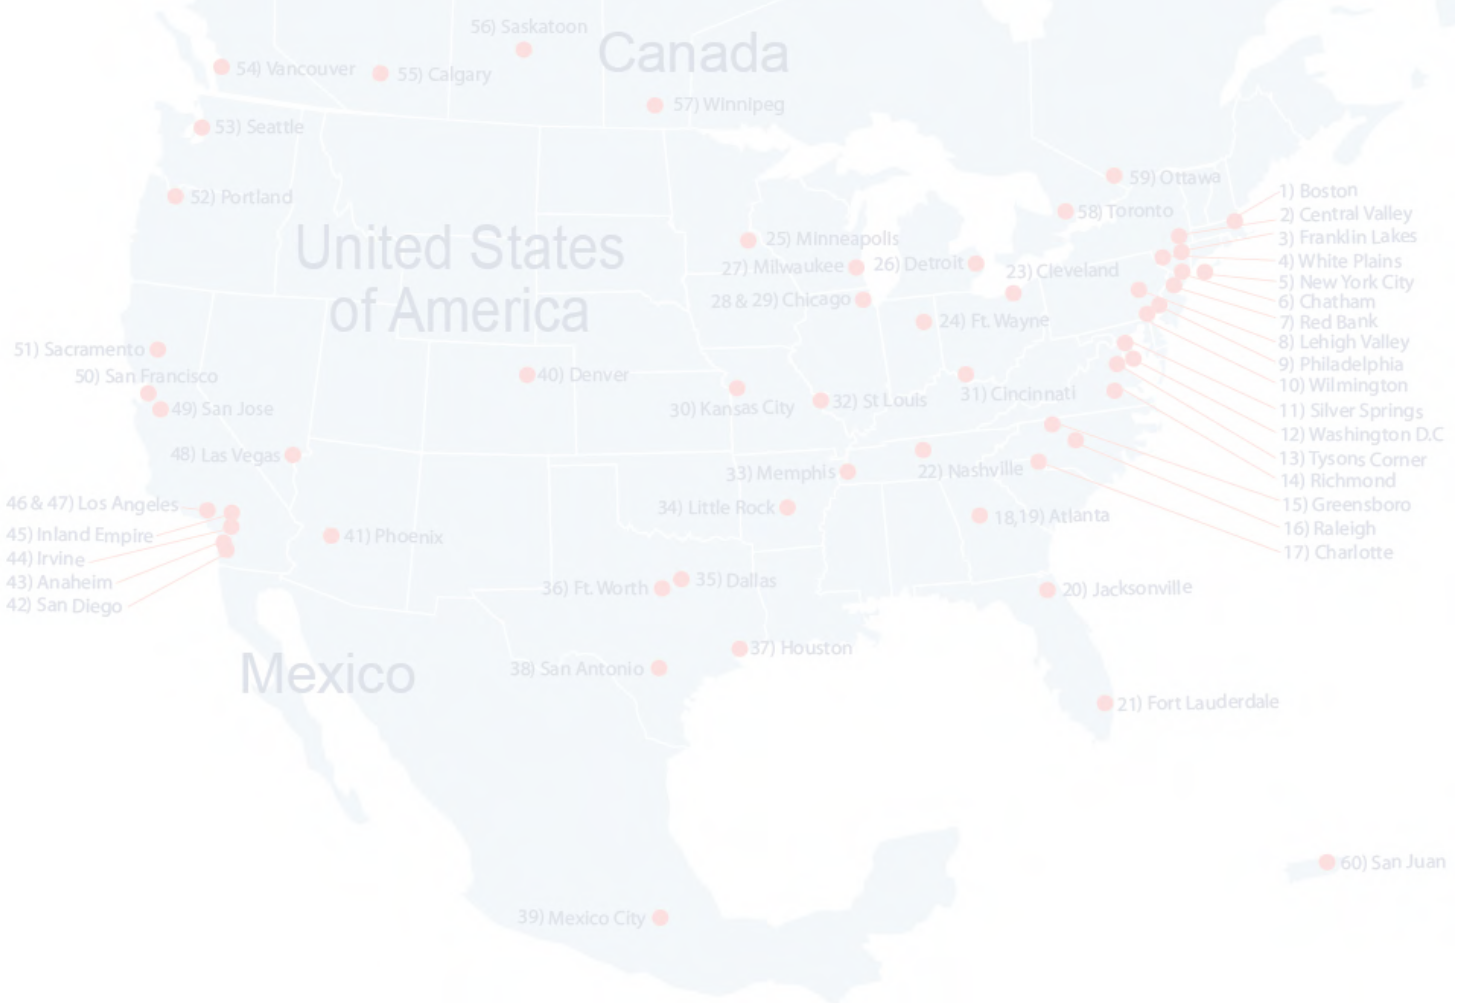 56) Saskatoon
Canada
54) Vancouver
55) Calgary
57) Winnipeg
53) Seattle
59) Ottawa
52) Portland
58) Toronto
1) Boston
2) Central Valley
3) Franklin Lakes
4) White Plains
5) New York City
6) Chatham
7) Red Bank
8) Lehigh Valley
9) Philadelphia
10) Wilmington
11) Silver Springs
12) Washington D.C
13) Tysons Corner
14) Richmond
15) Greensboro
16) Raleigh
17) Charlotte
United States
of America
25) Minneapolis
27) Milwaukee
26) Detroit
23) Cleveland
28 & 29) Chicago
24) Ft. Wayne
51) Sacramento
50) San Francisco
49) San Jose
40) Denver
30) Kansas City
32) St Louis
31) Cincinnati
48) Las Vegas
33) Memphis
22) Nashville
46 & 47) Los Angeles
45) Inland Empire
44) Irvine
43) Anaheim
42) San Diego
41) Phoenix
34) Little Rock
18,19) Atlanta
36) Ft. Worth
35) Dallas
20) Jacksonville
37) Houston
38) San Antonio
Mexico
21) Fort Lauderdale
60) San Juan
39) Mexico City